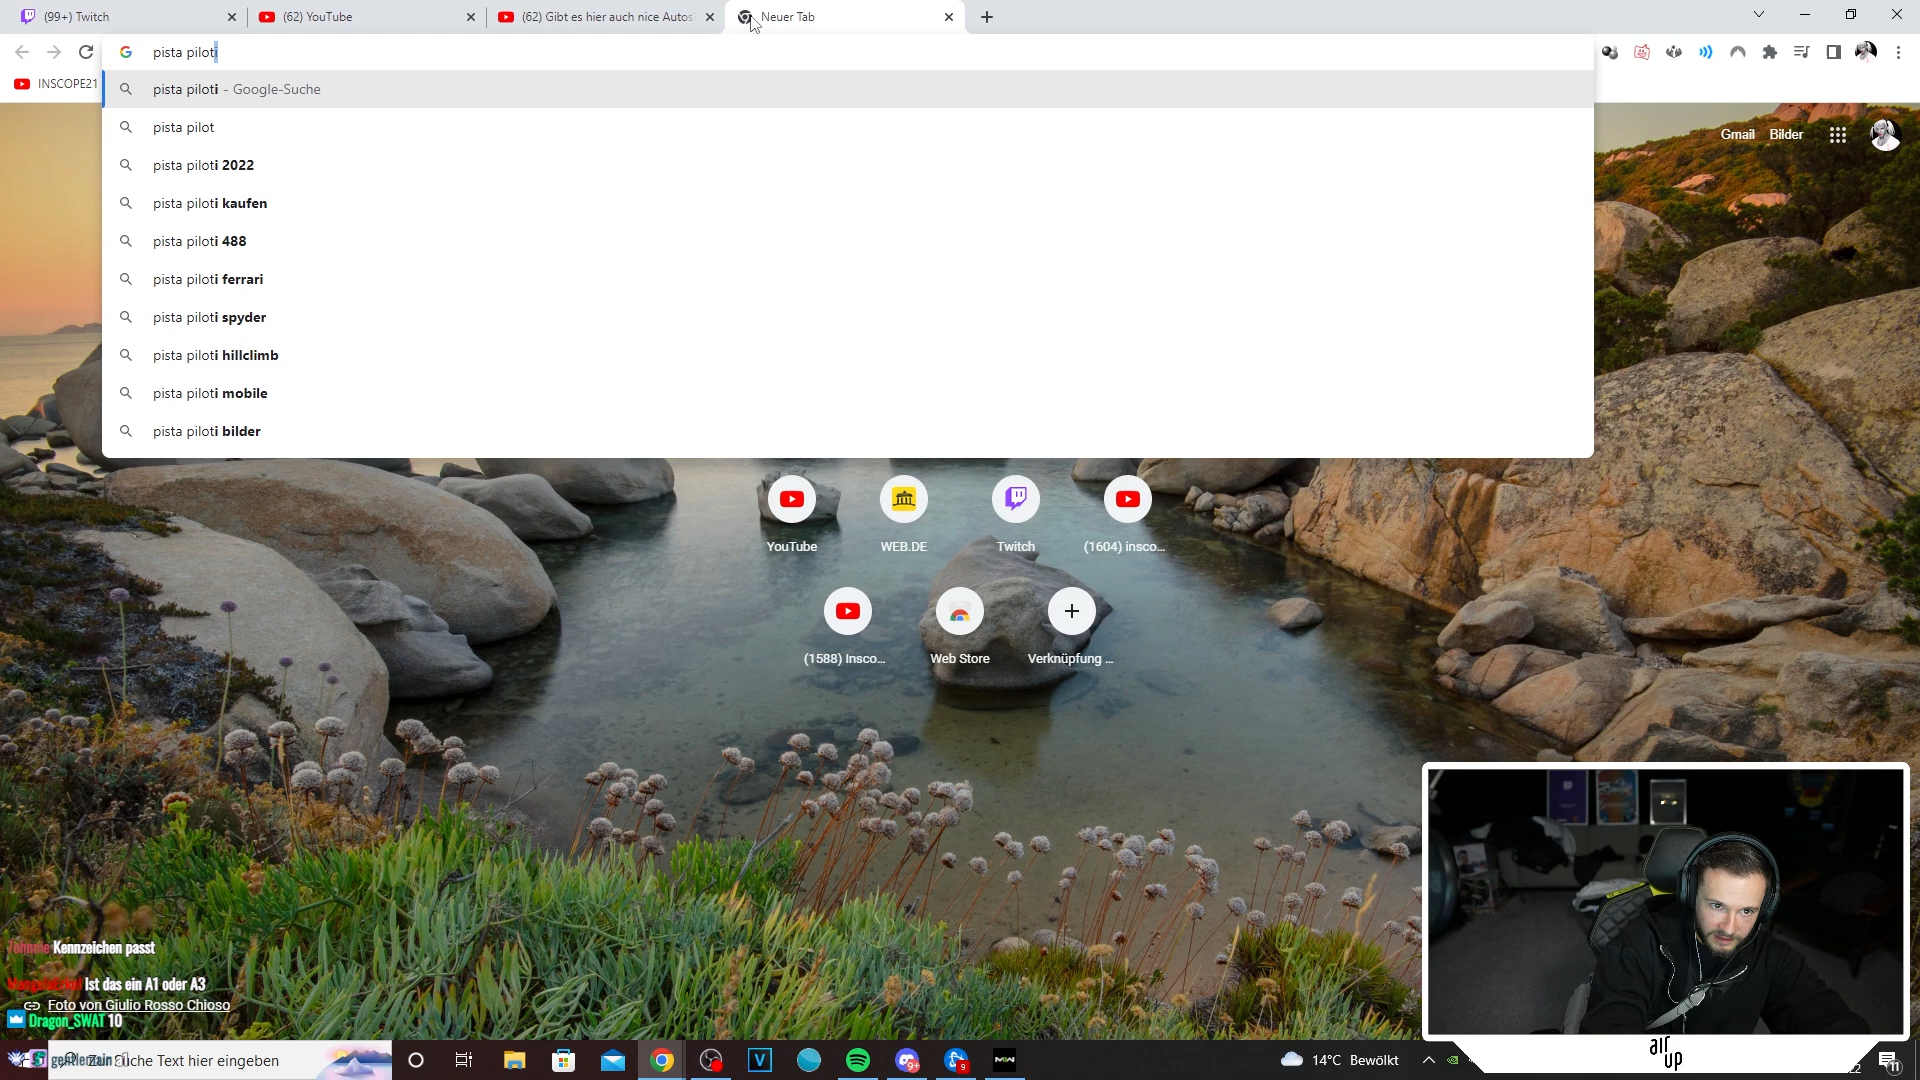 (99+) Twitch
(62) YouTube
(62) Gibt es hier auch nice Autos
Neuer Tab
pista piloti
INSCOPE21
pista piloti - Google-Suche
pista pilot
pista piloti 2022
pista piloti kaufen
pista piloti 488
pista piloti ferrari
pista piloti spyder
pista piloti hillclimb
pista piloti mobile
pista piloti bilder
Gmail
Bilder
YouTube
WEB.DE
Twitch
(1604) insco...
(1588) Insco...
Web Store
Verknüpfung ...
Kennzeichen passt
Ist das ein A1 oder A3
Foto von Giulio Rosso Chioso
Dragon_SWAT 10
Text hier eingeben
14°C Bewölkt
air up
11